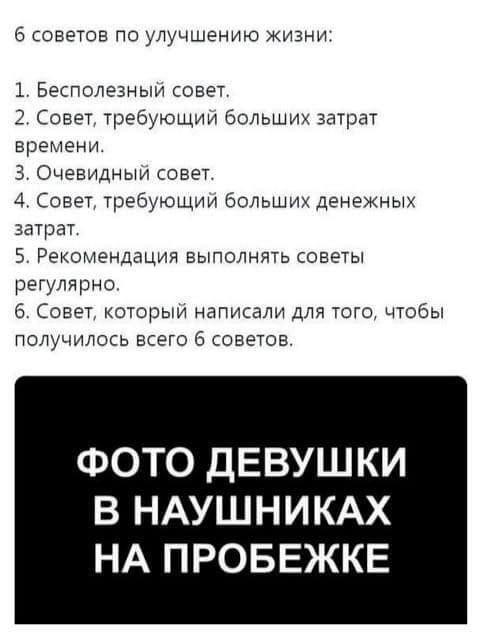 6 советов по улучшению жизни:
1. Бесполезный совет.
2. Совет, требующий больших затрат
времени.
3. Очевидный совет.
4. Совет, требующий больших денежных
затрат.
5. Рекомендация выполнять советы
регулярно.
6. Совет, который написали для того, чтобы
получилось всего 6 советов.
ФОТО ДЕВУШКИ
В НАУШНИКАХ
НА ПРОБЕЖКЕ